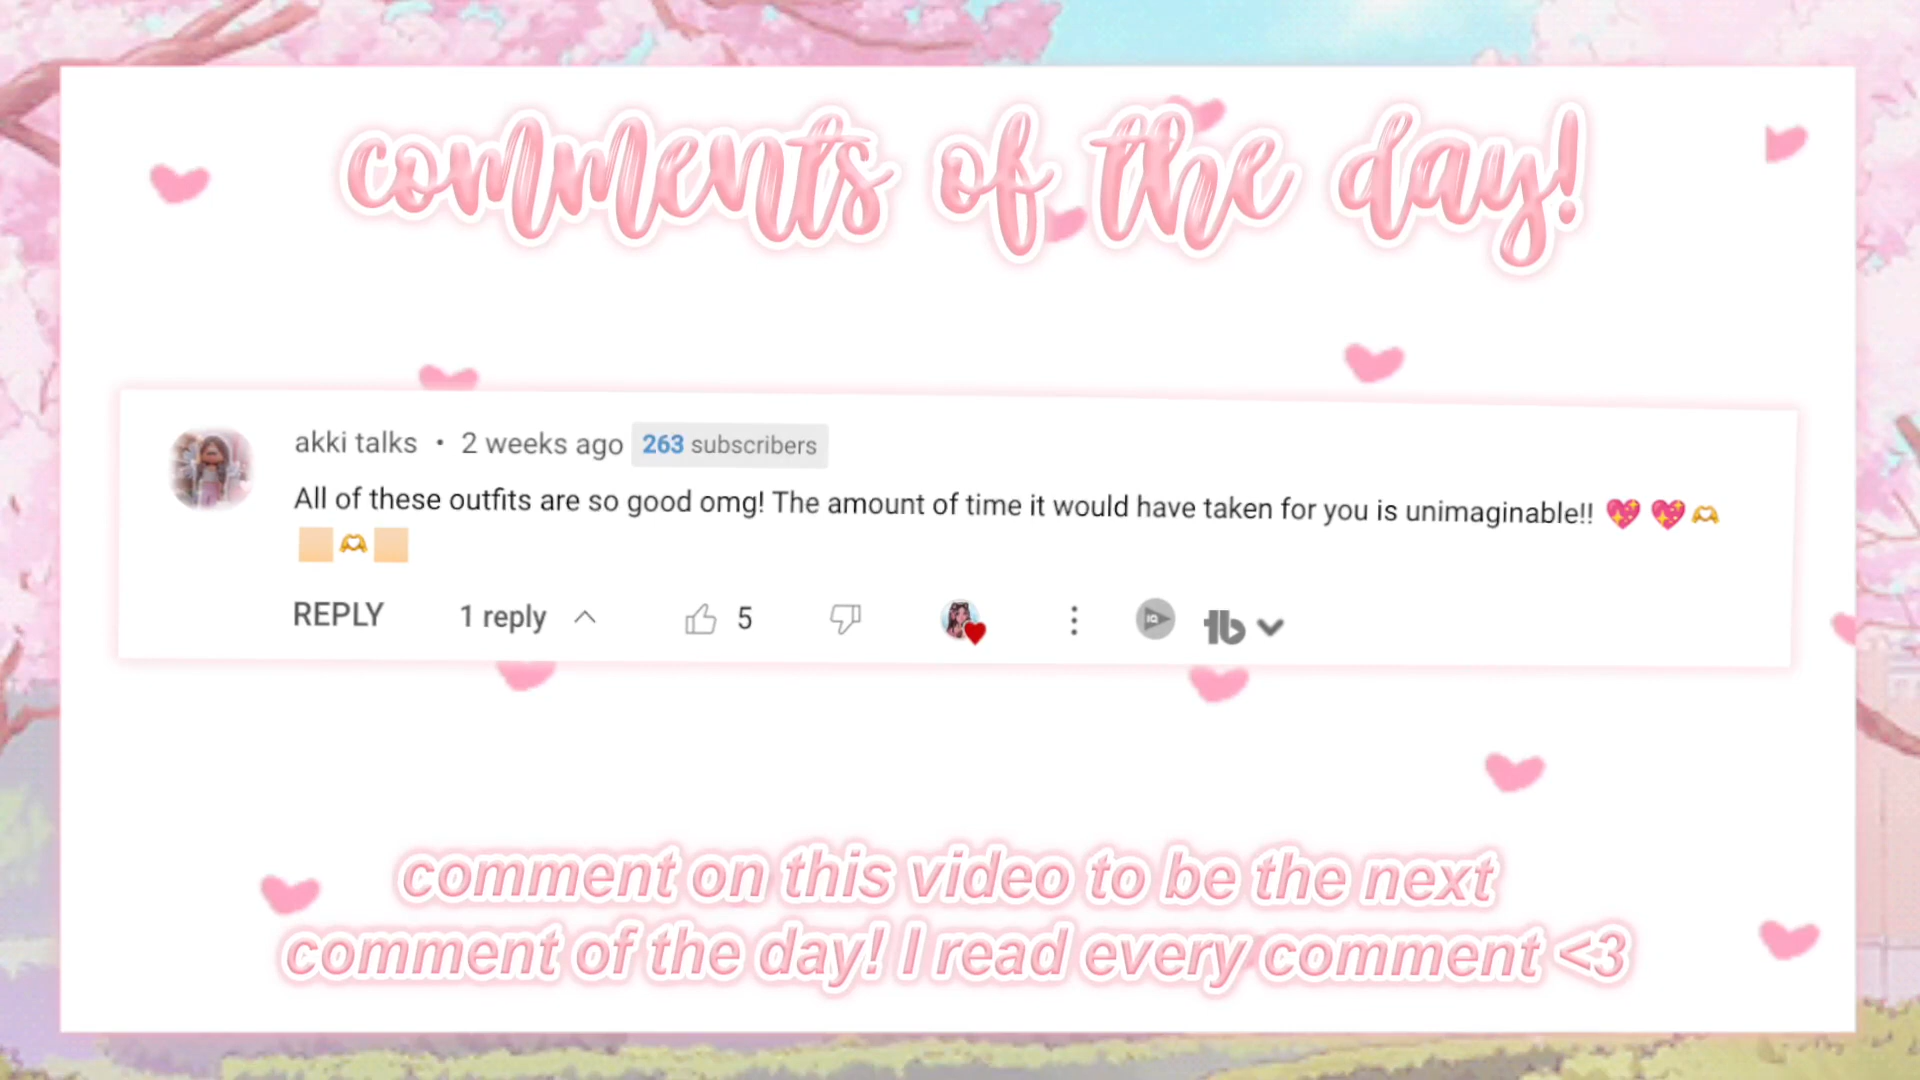 comments of the day!
akki talks • 2 weeks ago 263 subscribers
All of these outfits are so good omg! The amount of time it would have taken for you is unimaginable!! 💖 💖🫶
🏼🫶🏼
REPLY 1 reply 5
comment on this video to be the next
comment of the day! I read every comment <3